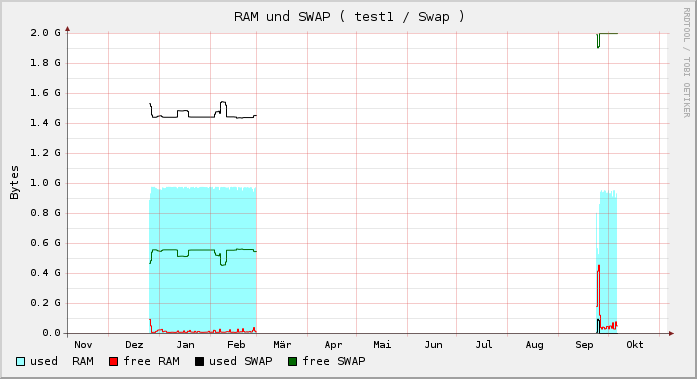 RAM und SWAP ( test1 / Swap )
RRDTOOL / TOBI OETIKER
Bytes
2.0 G
1.8 G
1.6 G
1.4 G
1.2 G
1.0 G
0.8 G
0.6 G
0.4 G
0.2 G
0.0
Nov Dez Jan Feb Mär Apr Mai Jun Jul Aug Sep Okt
used RAM free RAM used SWAP free SWAP